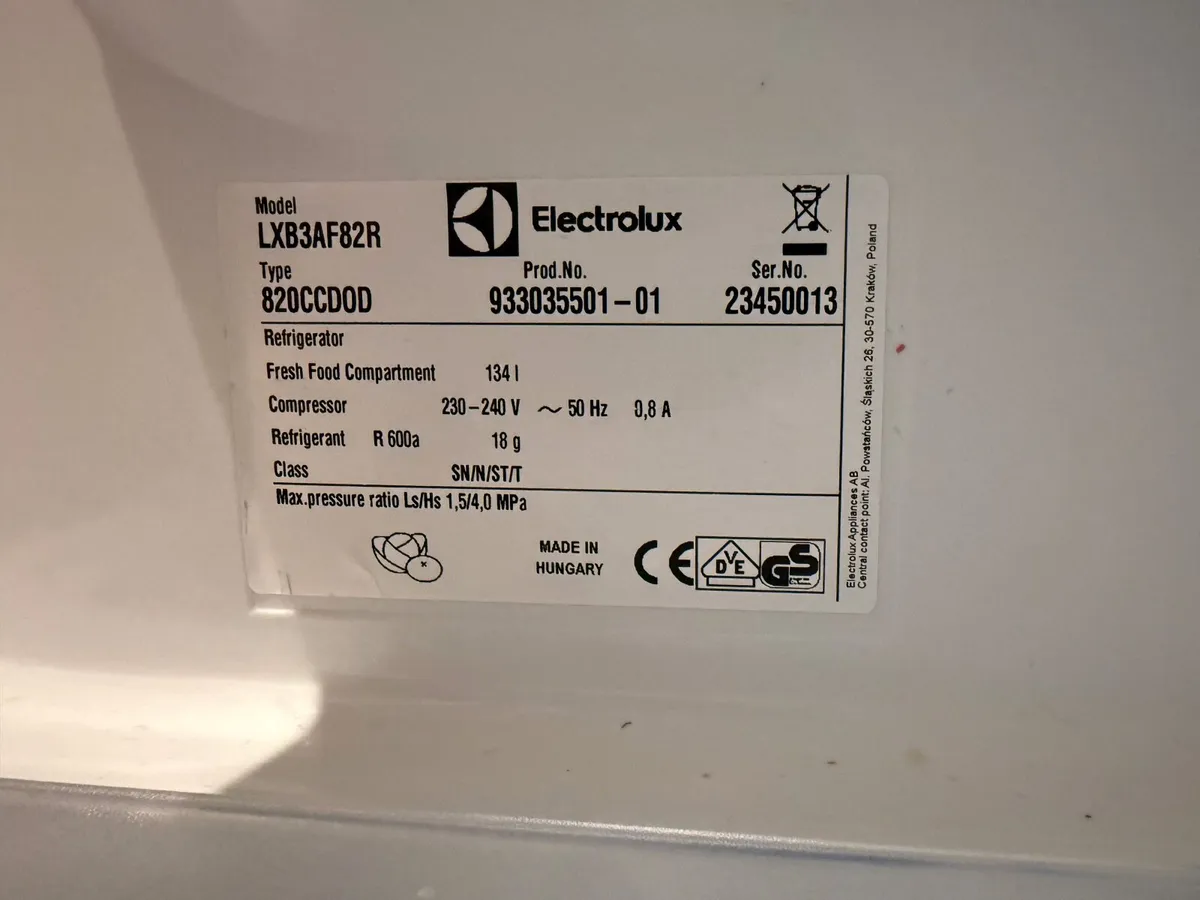 Model
LXB3AF82R
Electrolux
Type
Prod.No.
Ser.No.
820CCDOD
933035501-01
23450013
Refrigerator
Fresh Food Compartment 134 l
Compressor 230-240 V ~ 50 Hz 0,8 A
Refrigerant R 600a 18 g
Class SN/N/ST/T
Max.pressure ratio Ls/Hs 1,5/4,0 MPa
MADE IN
HUNGARY
CE
DVE
GS
Electrolux Appliances AB
Central contact point: Al. Powstańców, Śląskich 26, 30-570 Kraków, Poland